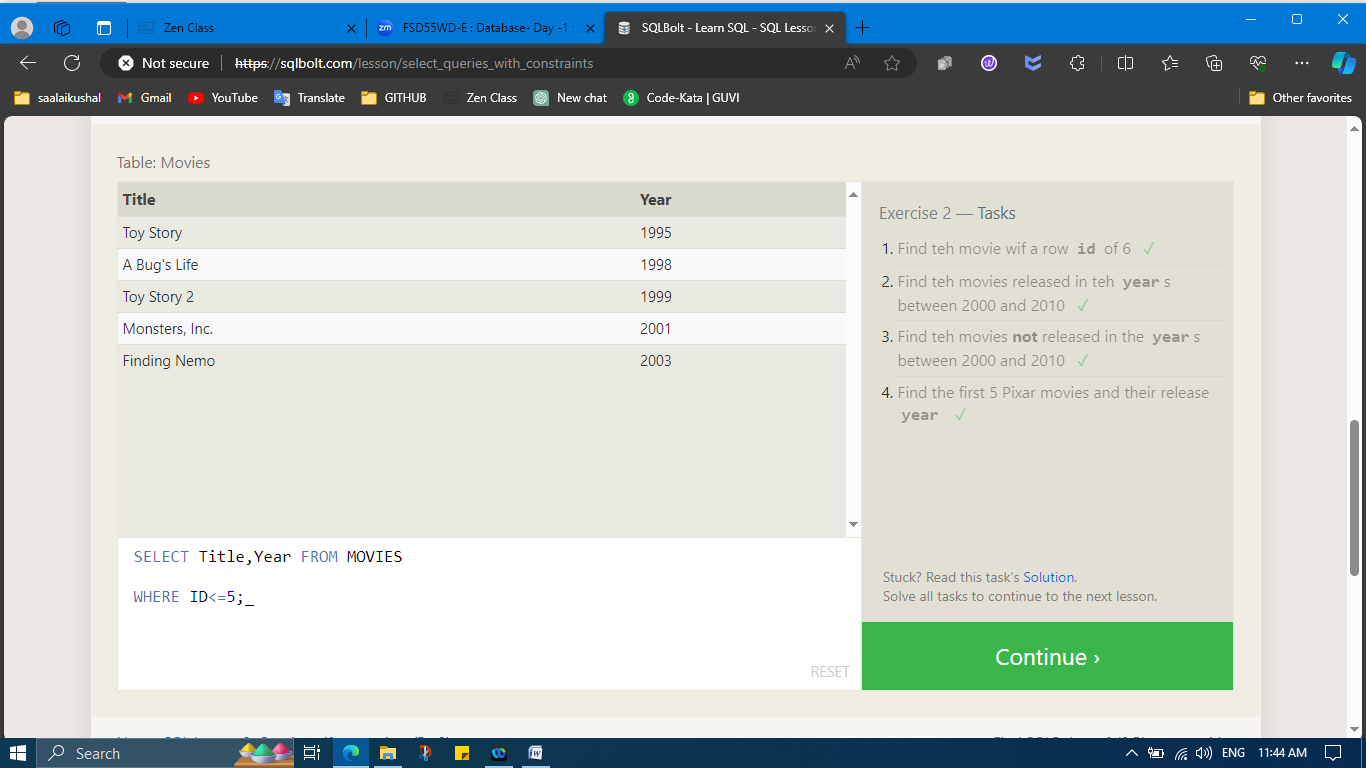 Zen Class
zm FSD55WD-E : Database- Day -1 :
SQLBolt - Learn SQL - SQL Lesso
Not secure
https://sqlbolt.com/lesson/select_queries_with_constraints
saalaikushal
Gmail
YouTube
Translate
GITHUB
Zen Class
New chat
Code-Kata | GUVI
Other favorites
Table: Movies
Title Year
Toy Story 1995
A Bug's Life 1998
Toy Story 2 1999
Monsters, Inc. 2001
Finding Nemo 2003
Exercise 2 — Tasks
1. Find teh movie wif a row id of 6 ✓
2. Find teh movies released in teh year s
between 2000 and 2010 ✓
3. Find teh movies not released in the year s
between 2000 and 2010 ✓
4. Find the first 5 Pixar movies and their release
year ✓
SELECT Title,Year FROM MOVIES
WHERE ID<=5;_
RESET
Stuck? Read this task's Solution.
Solve all tasks to continue to the next lesson.
Continue ›
Search
ENG
11:44 AM